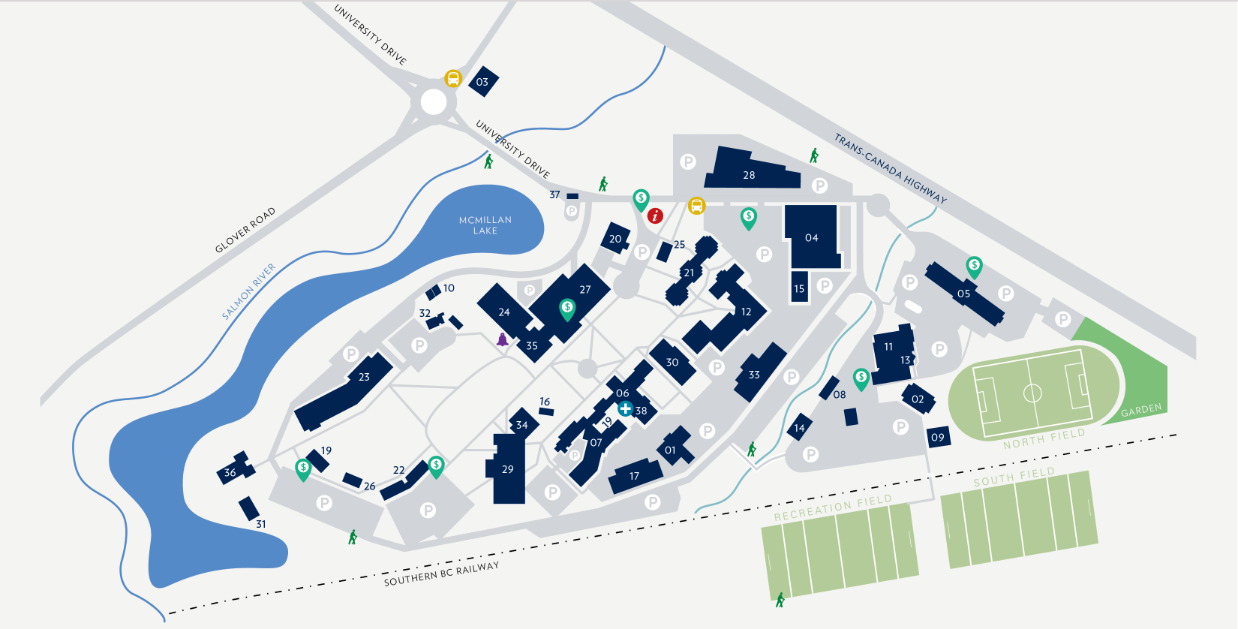 UNIVERSITY DRIVE
03
UNIVERSITY DRIVE
TRANS-CANADA HIGHWAY
P
28
P
37
P
$
i
$
GLOVER ROAD
MCMILLAN
LAKE
20
25
P
P
04
21
SALMON RIVER
10
P
27
$
15
P
P
05
$
P
32
24
12
P
P
35
30
11
13
P
P
23
33
P
P
$
06
16
38
08
02
GARDEN
34
19
07
14
P
09
NORTH FIELD
19
$
36
26
22
$
29
P
01
P
P
17
P
SOUTH FIELD
P
P
P
31
RECREATION FIELD
SOUTHERN BC RAILWAY